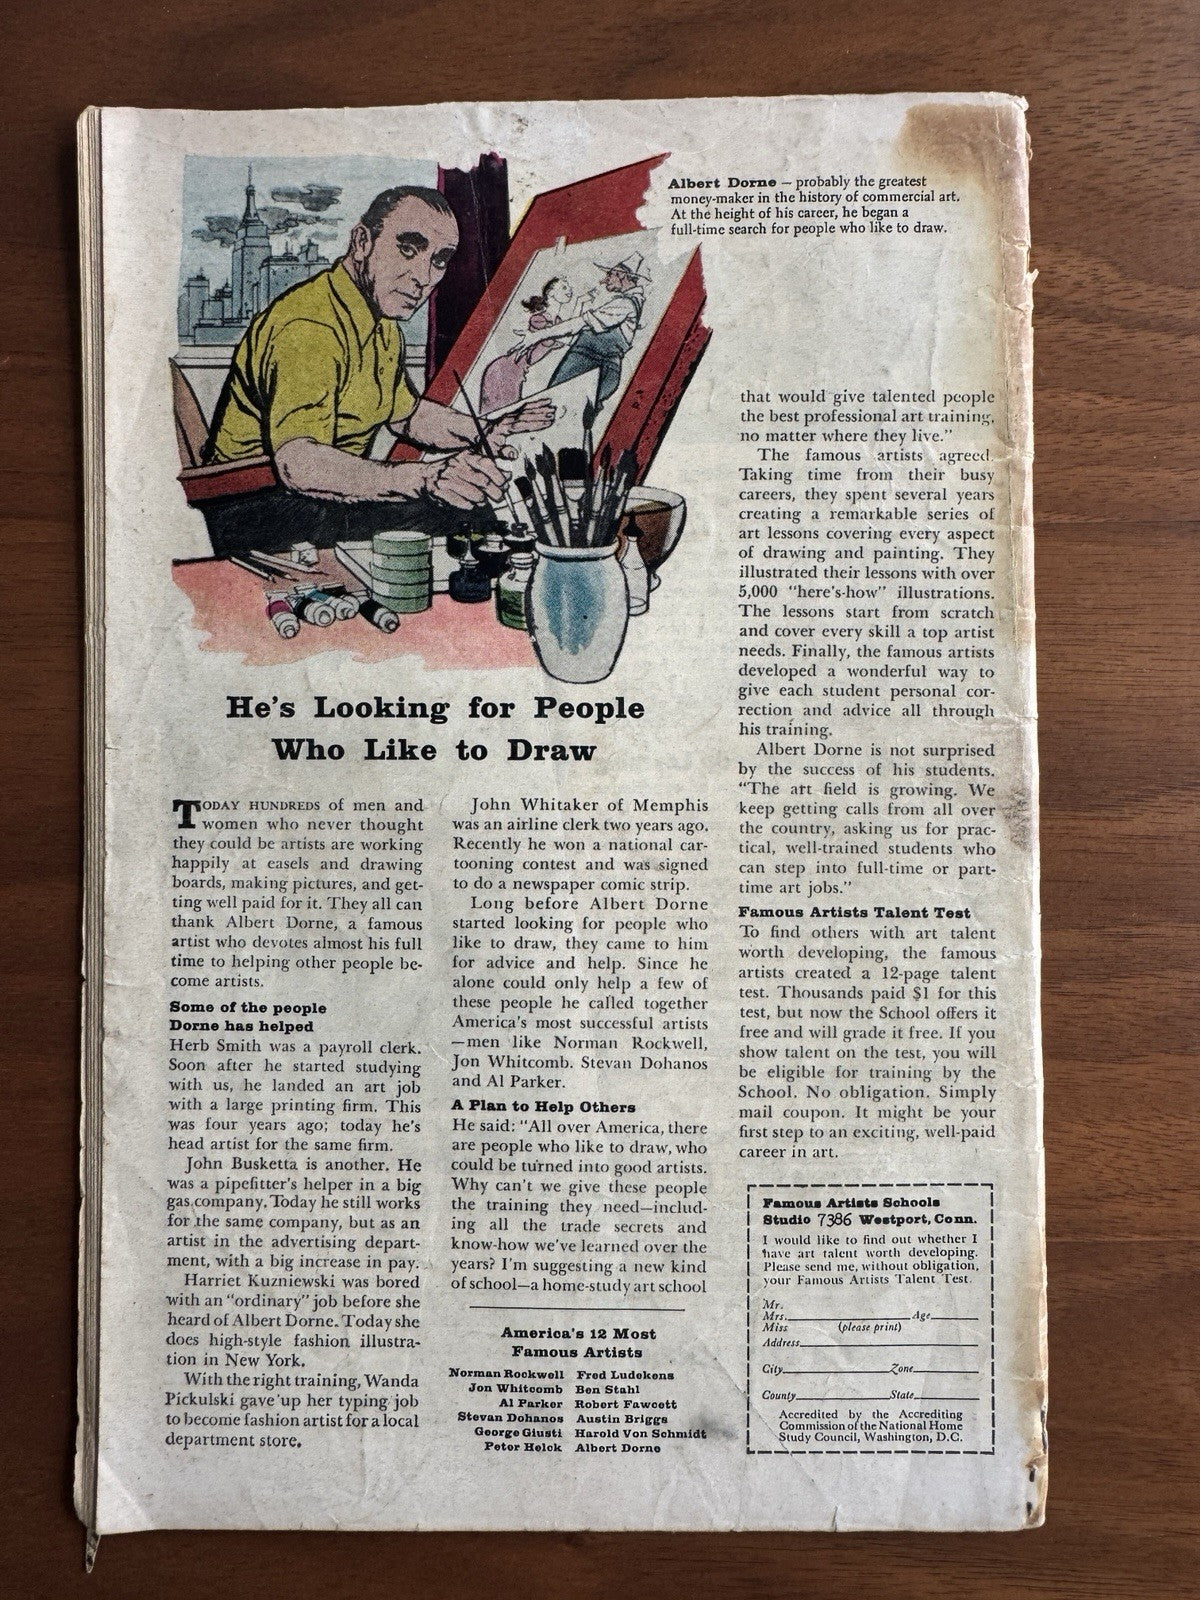 Albert Dorne — probably the greatest
money-maker in the history of commercial art.
At the height of his career, he began a
full-time search for people who like to draw.
He's Looking for People
Who Like to Draw
TODAY HUNDREDS of men and
women who never thought
they could be artists are working
happily at easels and drawing
boards, making pictures, and get-
ting well paid for it. They all can
thank Albert Dorne, a famous
artist who devotes almost his full
time to helping other people be-
come artists.
Some of the people
Dorne has helped
Herb Smith was a payroll clerk.
Soon after he started studying
with us, he landed an art job
with a large printing firm. This
was four years ago; today he's
head artist for the same firm.
John Busketta is another. He
was a pipefitter's helper in a big
gas company. Today he still works
for the same company, but as an
artist in the advertising depart-
ment, with a big increase in pay.
Harriet Kuzniewski was bored
with an "ordinary" job before she
heard of Albert Dorne. Today she
does high-style fashion illustra-
tion in New York.
With the right training, Wanda
Pickulski gave up her typing job
to become fashion artist for a local
department store.
John Whitaker of Memphis
was an airline clerk two years ago.
Recently he won a national car-
tooning contest and was signed
to do a newspaper comic strip.
Long before Albert Dorne
started looking for people who
like to draw, they came to him
for advice and help. Since he
alone could only help a few of
these people he called together
America's most successful artists
—men like Norman Rockwell,
Jon Whitcomb. Stevan Dohanos
and Al Parker.
A Plan to Help Others
He said: "All over America, there
are people who like to draw, who
could be turned into good artists.
Why can't we give these people
the training they need—includ-
ing all the trade secrets and
know-how we've learned over the
years? I'm suggesting a new kind
of school—a home-study art school
America's 12 Most
Famous Artists
Norman Rockwell Fred Ludekens
Jon Whitcomb Ben Stahl
Al Parker Robert Fawcett
Stevan Dohanos Austin Briggs
George Giusti Harold Von Schmidt
Peter Helck Albert Dorne
that would give talented people
the best professional art training,
no matter where they live."
The famous artists agreed.
Taking time from their busy
careers, they spent several years
creating a remarkable series of
art lessons covering every aspect
of drawing and painting. They
illustrated their lessons with over
5,000 "here's-how" illustrations.
The lessons start from scratch
and cover every skill a top artist
needs. Finally, the famous artists
developed a wonderful way to
give each student personal cor-
rection and advice all through
his training.
Albert Dorne is not surprised
by the success of his students.
"The art field is growing. We
keep getting calls from all over
the country, asking us for prac-
tical, well-trained students who
can step into full-time or part-
time art jobs."
Famous Artists Talent Test
To find others with art talent
worth developing, the famous
artists created a 12-page talent
test. Thousands paid $1 for this
test, but now the School offers it
free and will grade it free. If you
show talent on the test, you will
be eligible for training by the
School. No obligation. Simply
mail coupon. It might be your
first step to an exciting, well-paid
career in art.
Famous Artists Schools
Studio 7386 Westport, Conn.
I would like to find out whether I
have art talent worth developing.
Please send me, without obligation,
your Famous Artists Talent Test.
Mr.
Mrs. Age
Miss (please print)
Address
City Zone
County State
Accredited by the Accrediting
Commission of the National Home
Study Council, Washington, D.C.